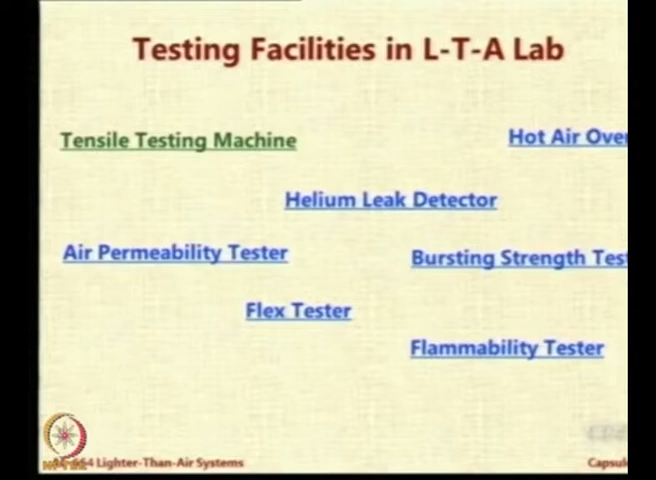 Testing Facilities in L-T-A Lab
Tensile Testing Machine
Hot Air Ove
Helium Leak Detector
Air Permeability Tester
Bursting Strength Tes
Flex Tester
Flammability Tester
Lighter-Than-Air Systems
Capsul